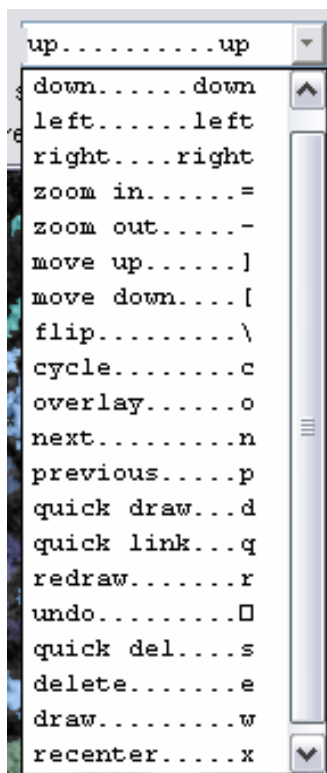 up..........up
down.......down
left......left
right....right
zoom in......=
zoom out.....-
move up......]
move down....[
flip.........\
cycle........c
overlay......o
next.........n
previous.....p
quick draw...d
quick link...q
redraw.......r
undo.........□
quick del....s
delete.......e
draw.........w
recenter.....x